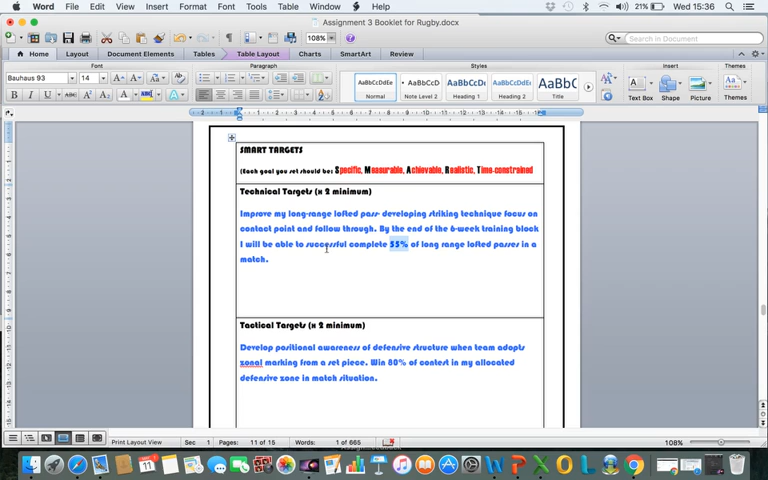 Word File Edit View Insert Format Font Tools Table Window Help 21% Wed 15:36
Assignment 3 Booklet for Rugby.docx
108% Search in Document
Home Layout Document Elements Tables Table Layout Charts SmartArt Review
Font Paragraph Styles Insert Themes
Bauhaus 93 14 A A Aa
B I U ABC A A A
AaBbCcDdEe AaBbCcD AaBbCcDc AaBbCcDdEe AaBbC
Normal Note Level 2 Heading 1 Heading 2 Title
Text Box Shape Picture Themes
SMART TARGETS
(Each goal you set should be: Specific, Measurable, Achievable, Realistic, Time-constrained
Technical Targets (x 2 minimum)
Improve my long-range lofted pass- developing striking technique focus on
contact point and follow through. By the end of the 6-week training block
I will be able to successful complete 55% of long range lofted passes in a
match.
Tactical Targets (x 2 minimum)
Develop positional awareness of defensive structure when team adopts
zonal marking from a set piece. Win 80% of contest in my allocated
defensive zone in match situation.
Print Layout View Sec 1 Pages: 11 of 15 Words: 1 of 665 108%